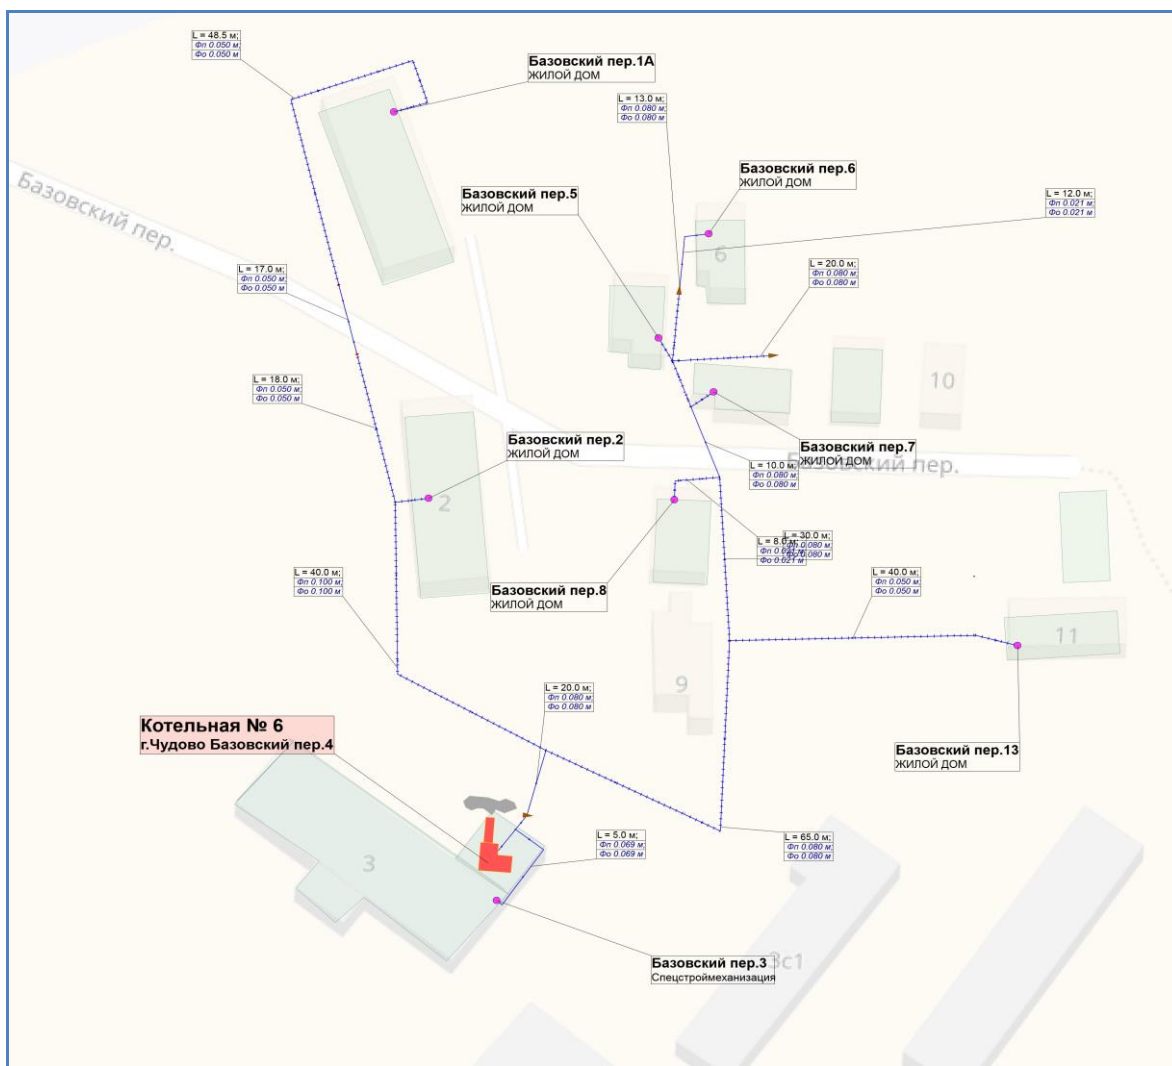 L = 48.5 м;
Фп 0.050 м
Фо 0.050 м
Базовский пер.1А
ЖИЛОЙ ДОМ
L = 13.0 м;
Фп 0.080 м;
Фо 0.080 м
Базовский пер.6
ЖИЛОЙ ДОМ
Базовский пер.
Базовский пер.5
ЖИЛОЙ ДОМ
L = 12.0 м;
Фп 0.021 м
Фо 0.021 м
6
L = 17.0 м;
Фп 0.050 м
Фо 0.050 м
L = 20.0 м;
Фп 0.080 м
Фо 0.080 м
L = 18.0 м;
Фп 0.050 м
Фо 0.050 м
10
Базовский пер.2
ЖИЛОЙ ДОМ
Базовский пер.7
ЖИЛОЙ ДОМ
Базовский пер.
L = 10.0 м;
Фп 0.080 м
Фо 0.080 м
2
L = 30.0 м;
Фп 0.080 м
Фо 0.080 м
L = 8.0 м;
Фо 0.021 м
L = 40.0 м;
Фп 0.100 м
Фо 0.100 м
Базовский пер.8
ЖИЛОЙ ДОМ
L = 40.0 м;
Фп 0.050 м
Фо 0.050 м
11
9
L = 20.0 м;
Фп 0.080 м
Фо 0.080 м
Котельная № 6
г.Чудово Базовский пер.4
Базовский пер.13
ЖИЛОЙ ДОМ
L = 5.0 м;
Фп 0.069 м
Фо 0.069 м
L = 65.0 м;
Фп 0.080 м
Фо 0.080 м
3
Базовский пер.3
Спецстроймеханизация
3с1